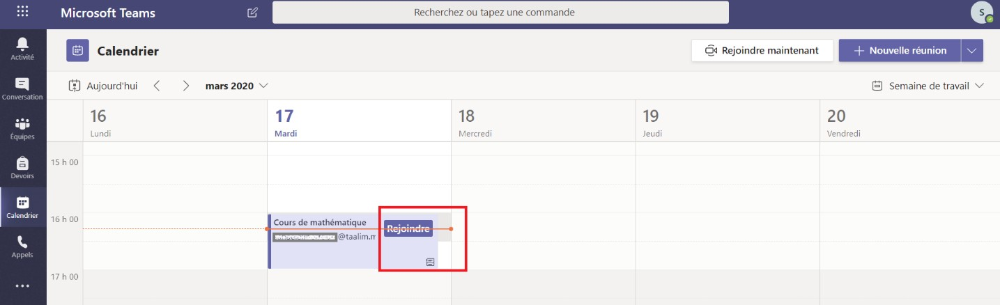 Microsoft Teams
Recherchez ou tapez une commande
S
Activité
Conversation
Équipes
Devoirs
Calendrier
Appels
Calendrier
Rejoindre maintenant
Nouvelle réunion
Aujourd'hui
mars 2020
Semaine de travail
16
Lundi
17
Mardi
18
Mercredi
19
Jeudi
20
Vendredi
15 h 00
16 h 00
17 h 00
Cours de mathématique
Rejoindre
@taalim.m